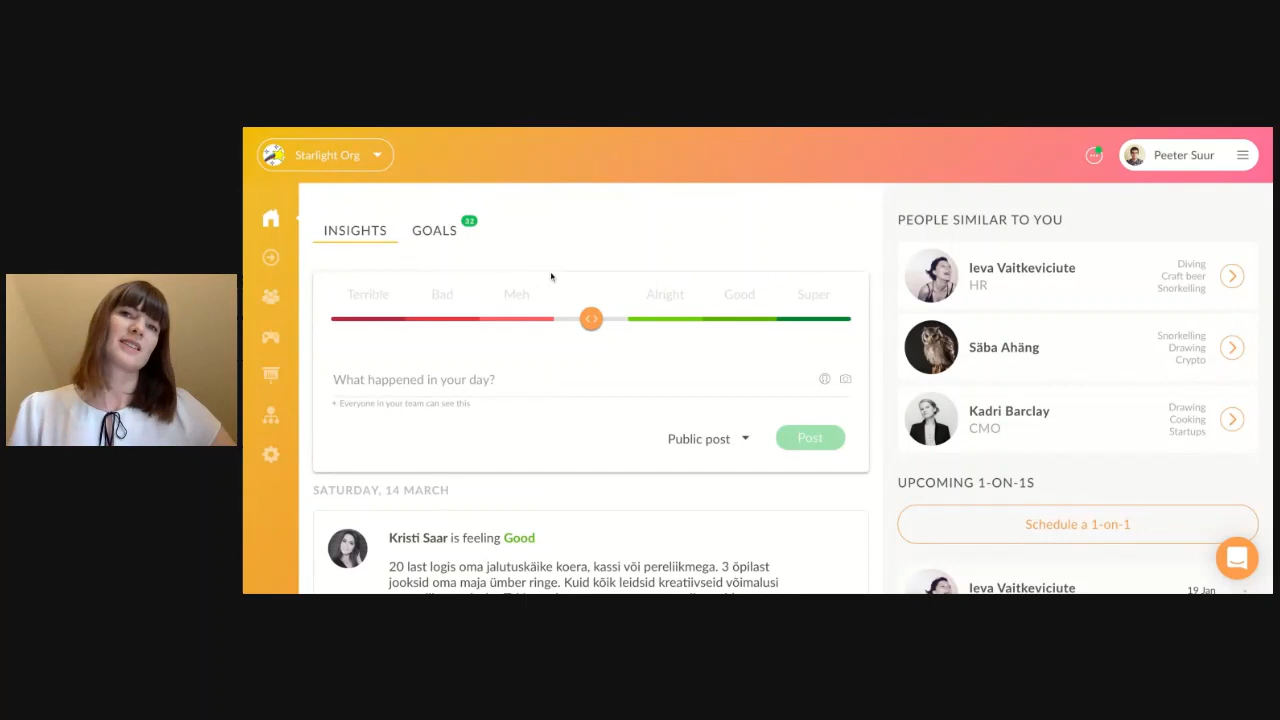 Starlight Org
Peeter Suur
INSIGHTS
GOALS
32
Terrible
Bad
Meh
Alright
Good
Super
What happened in your day?
* Everyone in your team can see this
Public post
Post
SATURDAY, 14 MARCH
Kristi Saar is feeling Good
20 last logis oma jalutuskäike koera, kassi või pereliikmega. 3 õpilast
jooksid oma maja ümber ringe. Kuid kõik leidsid kreatiivseid võimalusi
PEOPLE SIMILAR TO YOU
Ieva Vaitkeviciute
HR
Diving
Craft beer
Snorkelling
Säba Ahäng
Snorkelling
Drawing
Crypto
Kadri Barclay
CMO
Drawing
Cooking
Startups
UPCOMING 1-ON-1S
Schedule a 1-on-1
Ieva Vaitkeviciute
19 Jan